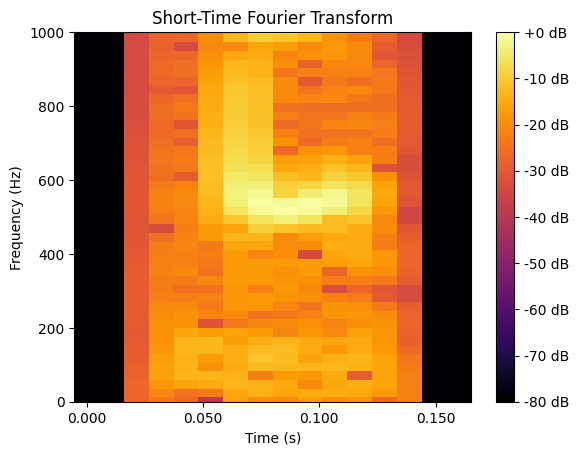 Short-Time Fourier Transform
1000
800
600
400
200
0
Frequency (Hz)
0.000
0.050
0.100
0.150
Time (s)
+0 dB
-10 dB
-20 dB
-30 dB
-40 dB
-50 dB
-60 dB
-70 dB
-80 dB